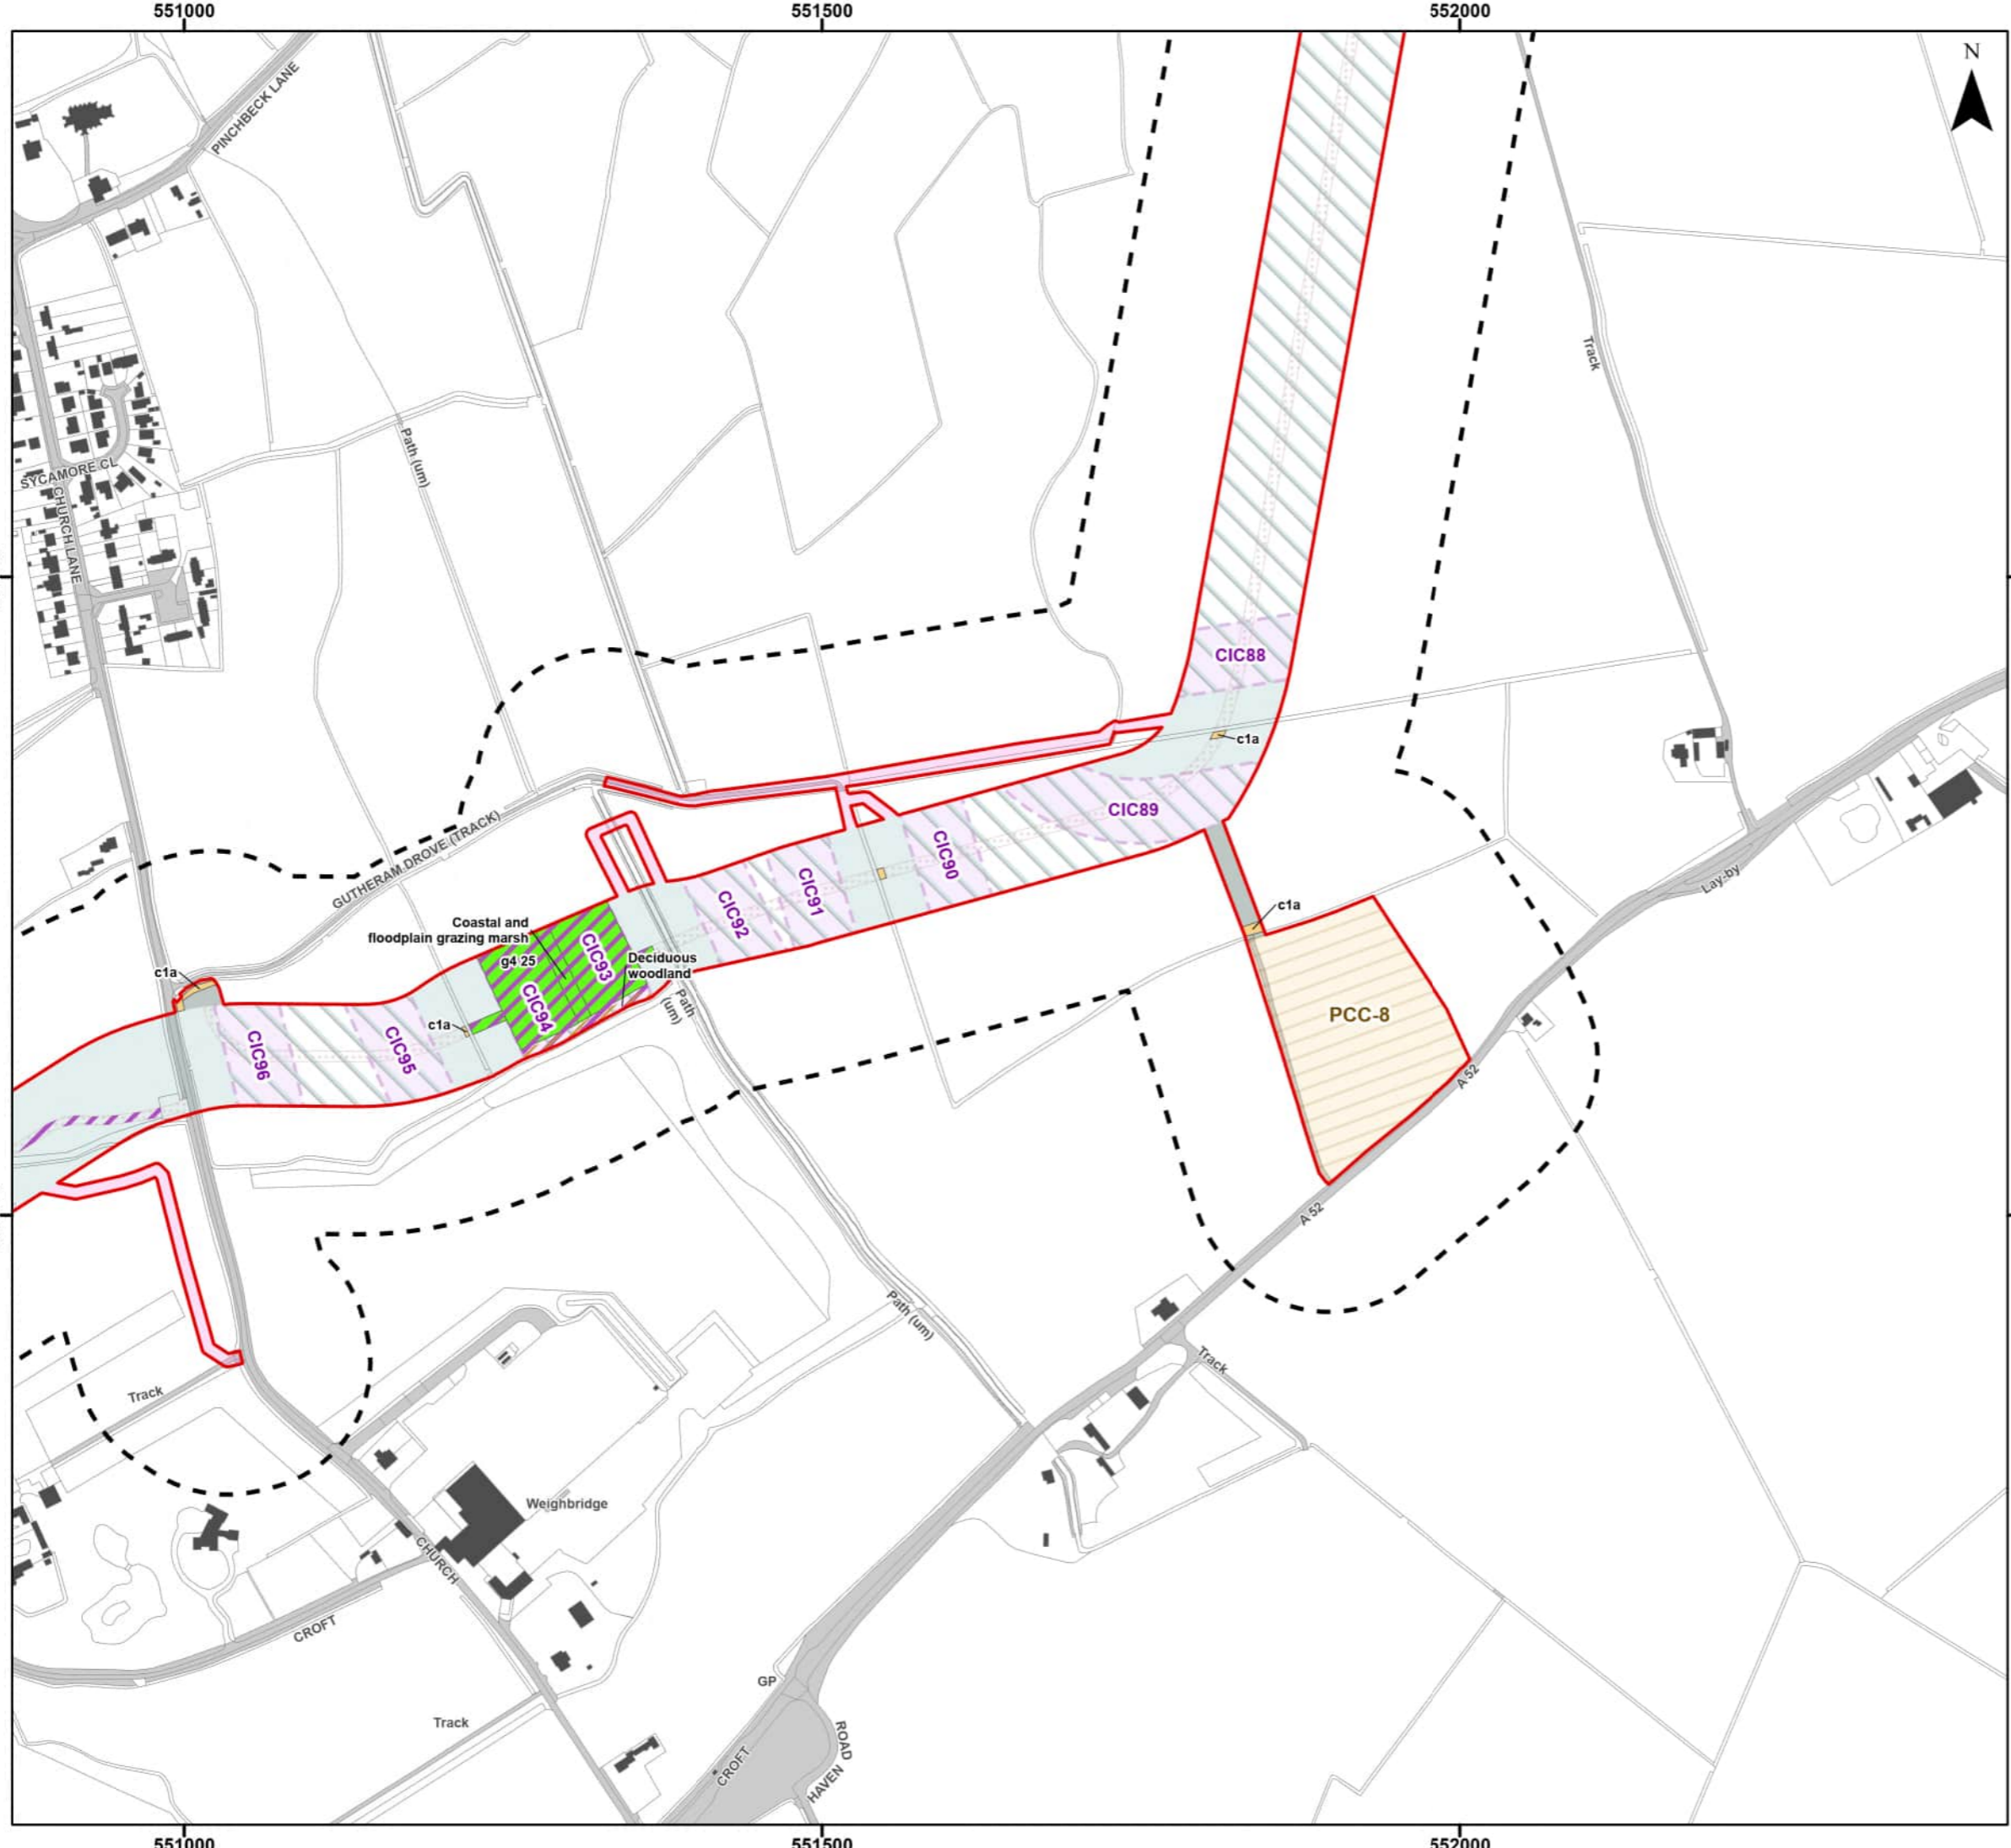 551000
551500
552000
N
PINCHBECK LANE
Track
Path (um)
SYCAMORE CL
CHURCH LANE
CIC88
c1a
CIC89
GUTHERAM DROVE (TRACK)
CIC90
CIC91
CIC92
Lay-by
c1a
Coastal and
floodplain grazing marsh
g4 25
CIC93
Deciduous
woodland
c1a
CIC94
c1a
Path
(um)
PCC-8
CIC96
CIC95
A 52
A 52
Path (um)
Track
Track
Weighbridge
CHURCH
CROFT
GP
Track
CROFT
ROAD
HAVEN
551000
551500
552000